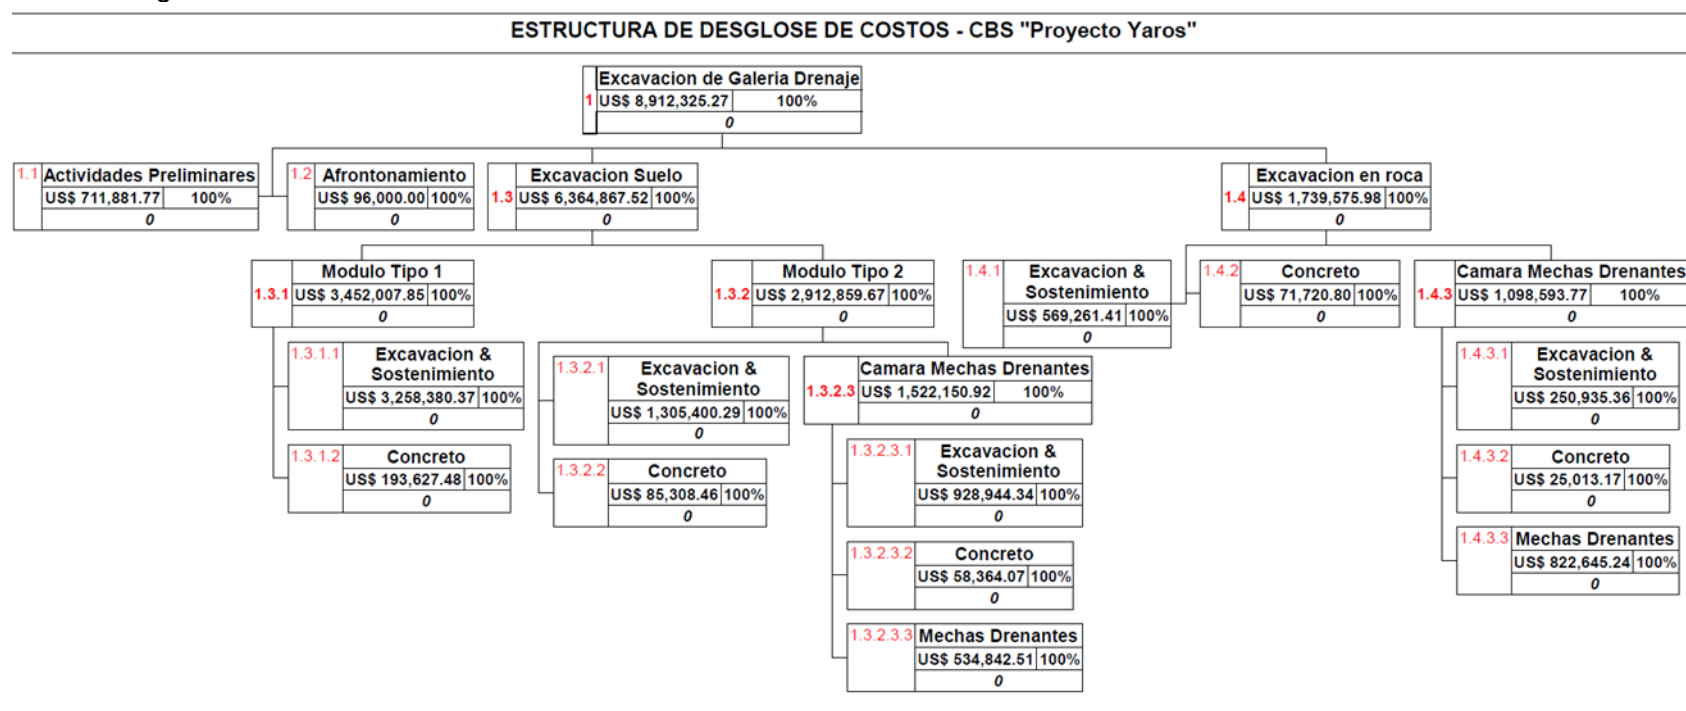 ESTRUCTURA DE DESGLOSE DE COSTOS - CBS "Proyecto Yaros"
1 Excavacion de Galeria Drenaje
US$ 8,912,325.27 100%
0
1.1 Actividades Preliminares
US$ 711,881.77 100%
0
1.2 Afrontonamiento
US$ 96,000.00 100%
0
1.3 Excavacion Suelo
US$ 6,364,867.52 100%
0
1.4 Excavacion en roca
US$ 1,739,575.98 100%
0
1.3.1 Modulo Tipo 1
US$ 3,452,007.85 100%
0
1.3.2 Modulo Tipo 2
US$ 2,912,859.67 100%
0
1.4.1 Excavacion &
Sostenimiento
US$ 569,261.41 100%
0
1.4.2 Concreto
US$ 71,720.80 100%
0
1.4.3 Camara Mechas Drenantes
US$ 1,098,593.77 100%
0
1.3.1.1 Excavacion &
Sostenimiento
US$ 3,258,380.37 100%
0
1.3.1.2 Concreto
US$ 193,627.48 100%
0
1.3.2.1 Excavacion &
Sostenimiento
US$ 1,305,400.29 100%
0
1.3.2.2 Concreto
US$ 85,308.46 100%
0
1.3.2.3 Camara Mechas Drenantes
US$ 1,522,150.92 100%
0
1.3.2.3.1 Excavacion &
Sostenimiento
US$ 928,944.34 100%
0
1.3.2.3.2 Concreto
US$ 58,364.07 100%
0
1.3.2.3.3 Mechas Drenantes
US$ 534,842.51 100%
0
1.4.3.1 Excavacion &
Sostenimiento
US$ 250,935.36 100%
0
1.4.3.2 Concreto
US$ 25,013.17 100%
0
1.4.3.3 Mechas Drenantes
US$ 822,645.24 100%
0